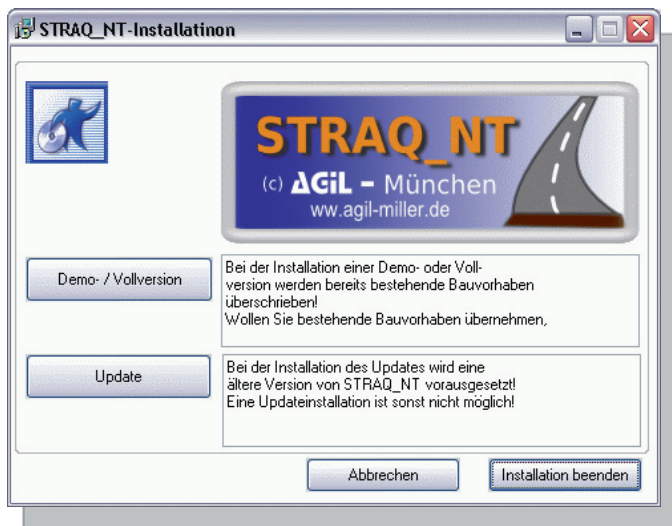 STRAQ_NT-Installatinon
STRAQ_NT
(c) AGiL - München
ww.agil-miller.de
Demo- / Vollversion
Bei der Installation einer Demo- oder Voll-
version werden bereits bestehende Bauvorhaben
überschrieben!
Wollen Sie bestehende Bauvorhaben übernehmen,
Update
Bei der Installation des Updates wird eine
ältere Version von STRAQ_NT vorausgesetzt!
Eine Updateinstallation ist sonst nicht möglich!
Abbrechen
Installation beenden